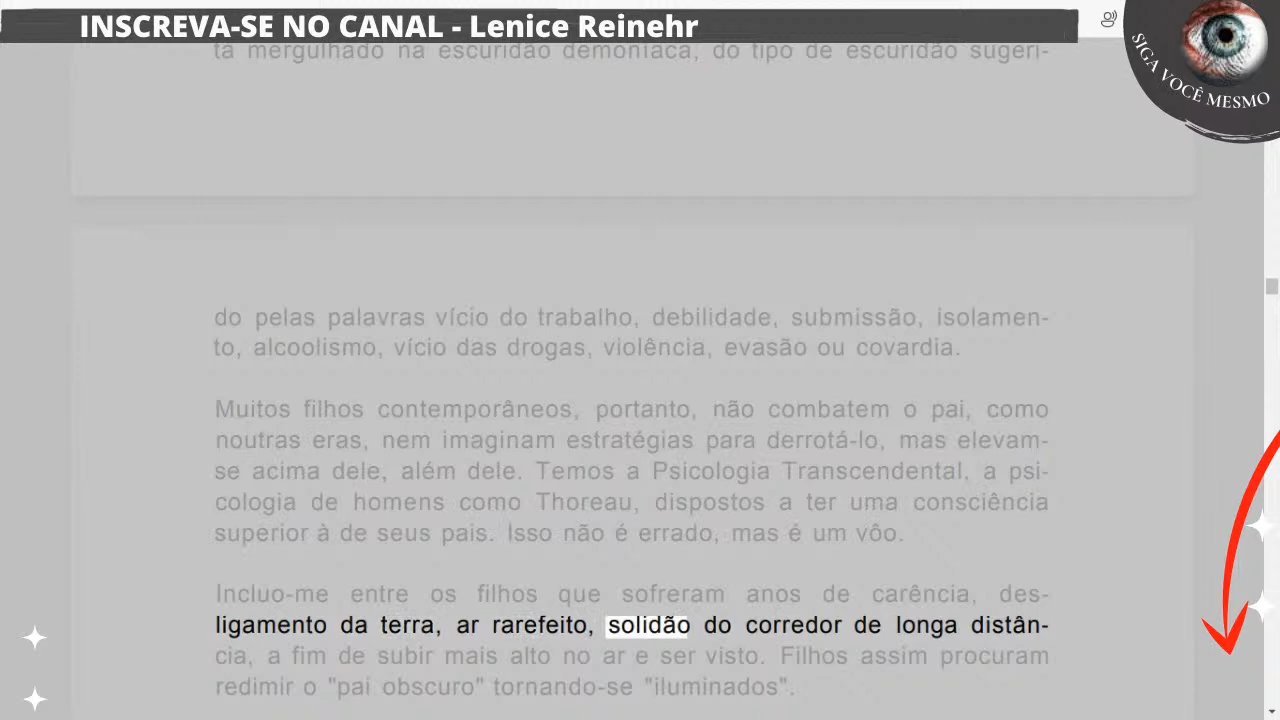 INSCREVA-SE NO CANAL - Lenice Reinehr
SIGA VOCÊ MESMO
ta mergulhado na escuridão demoníaca, do tipo de escuridão sugeri-
do pelas palavras vício do trabalho, debilidade, submissão, isolamen-
to, alcoolismo, vício das drogas, violência, evasão ou covardia.
Muitos filhos contemporâneos, portanto, não combatem o pai, como
noutras eras, nem imaginam estratégias para derrotá-lo, mas elevam-
se acima dele, além dele. Temos a Psicologia Transcendental, a psi-
cologia de homens como Thoreau, dispostos a ter uma consciência
superior à de seus pais. Isso não é errado, mas é um vôo.
Incluo-me entre os filhos que sofreram anos de carência, des-
ligamento da terra, ar rarefeito, solidão do corredor de longa distân-
cia, a fim de subir mais alto no ar e ser visto. Filhos assim procuram
redimir o "pai obscuro" tornando-se "iluminados".